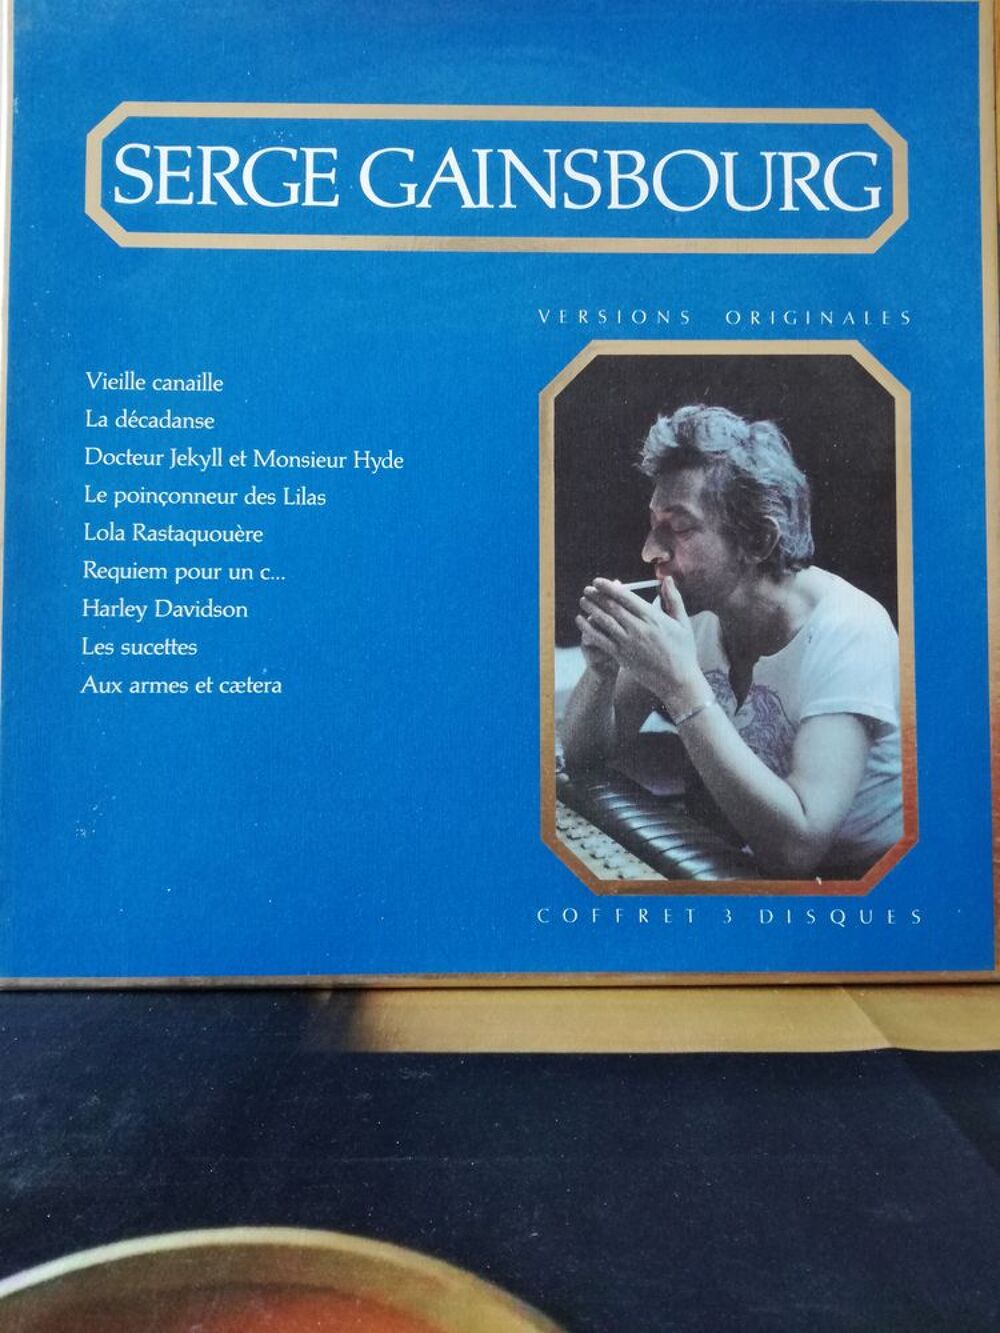 SERGE GAINSBOURG
VERSIONS ORIGINALES
Vieille canaille
La décadanse
Docteur Jekyll et Monsieur Hyde
Le poinçonneur des Lilas
Lola Rastaquouère
Requiem pour un c...
Harley Davidson
Les sucettes
Aux armes et cætera
COFFRET 3 DISQUES